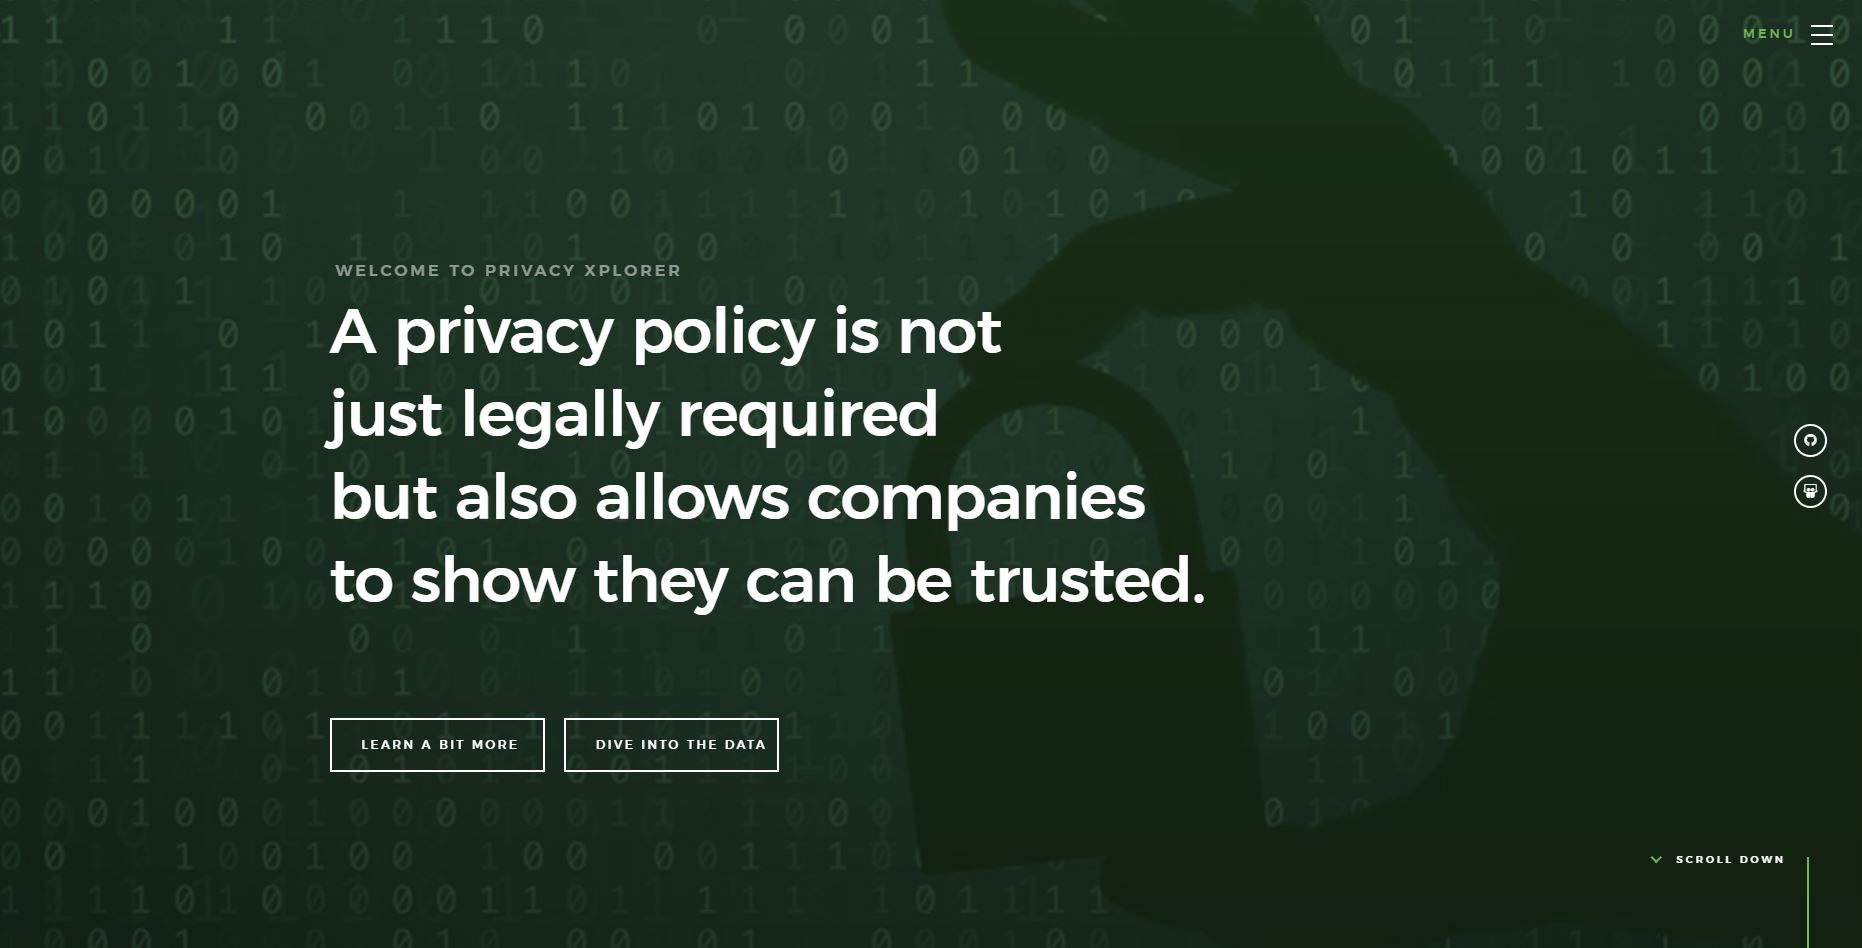 MENU
WELCOME TO PRIVACY XPLORER
A privacy policy is not
just legally required
but also allows companies
to show they can be trusted.
LEARN A BIT MORE
DIVE INTO THE DATA
SCROLL DOWN